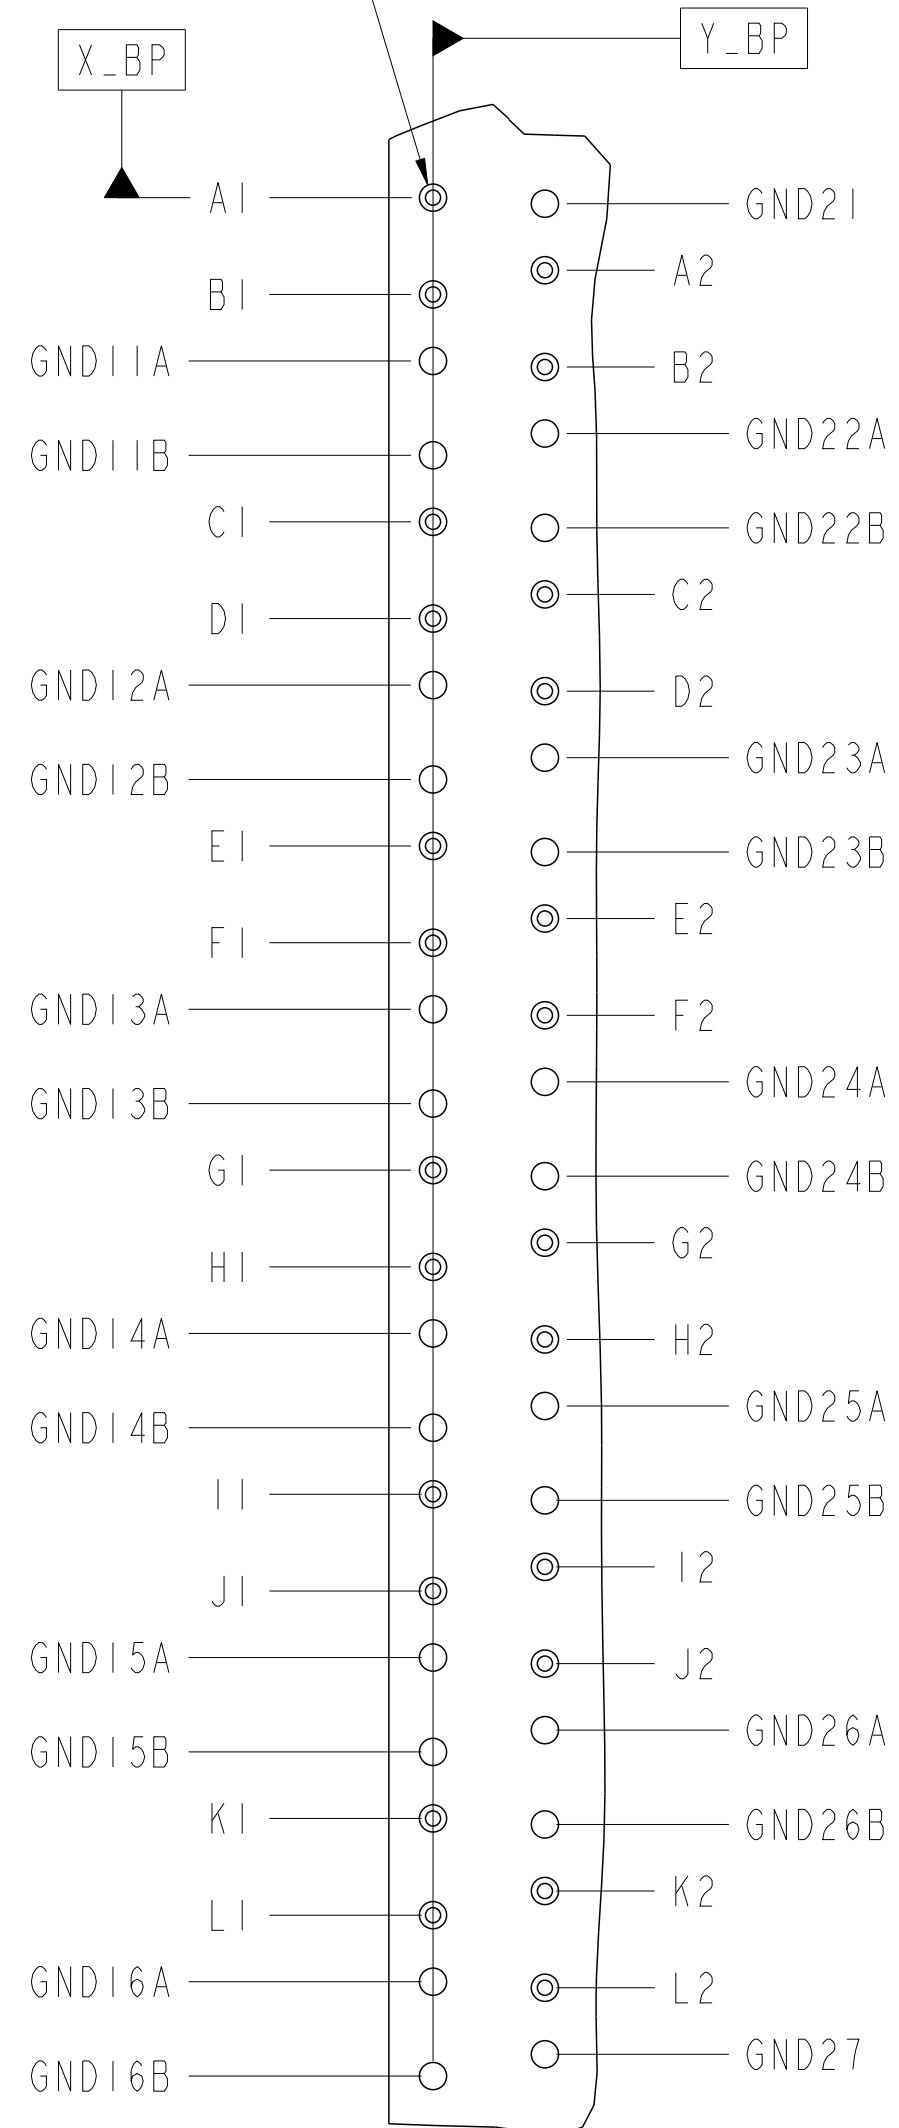 Y_BP
X_BP
A1
GND21
A2
B1
GND11A
B2
GND22A
GND11B
C1
GND22B
C2
D1
GND12A
D2
GND23A
GND12B
E1
GND23B
E2
F1
GND13A
F2
GND24A
GND13B
G1
GND24B
G2
H1
GND14A
H2
GND25A
GND14B
I1
GND25B
I2
J1
GND15A
J2
GND26A
GND15B
K1
GND26B
K2
L1
GND16A
L2
GND27
GND16B